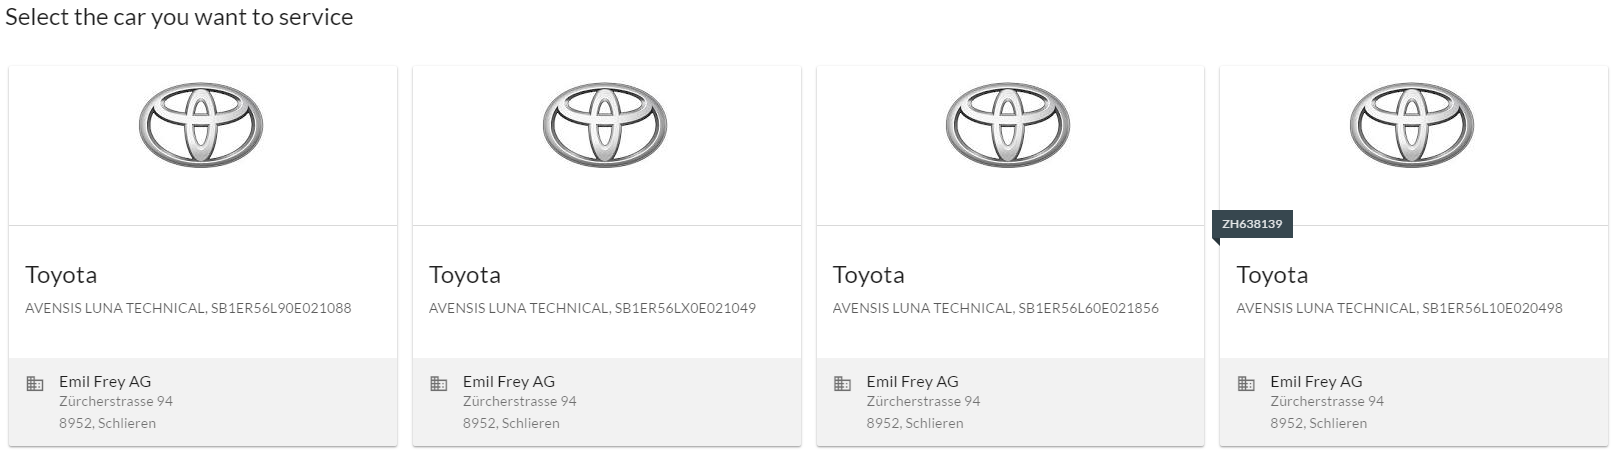 Select the car you want to service
Toyota
AVENSIS LUNA TECHNICAL, SB1ER56L90E021088
Emil Frey AG
Zürcherstrasse 94
8952, Schlieren
Toyota
AVENSIS LUNA TECHNICAL, SB1ER56LX0E021049
Emil Frey AG
Zürcherstrasse 94
8952, Schlieren
Toyota
AVENSIS LUNA TECHNICAL, SB1ER56L60E021856
Emil Frey AG
Zürcherstrasse 94
8952, Schlieren
ZH638139
Toyota
AVENSIS LUNA TECHNICAL, SB1ER56L10E020498
Emil Frey AG
Zürcherstrasse 94
8952, Schlieren